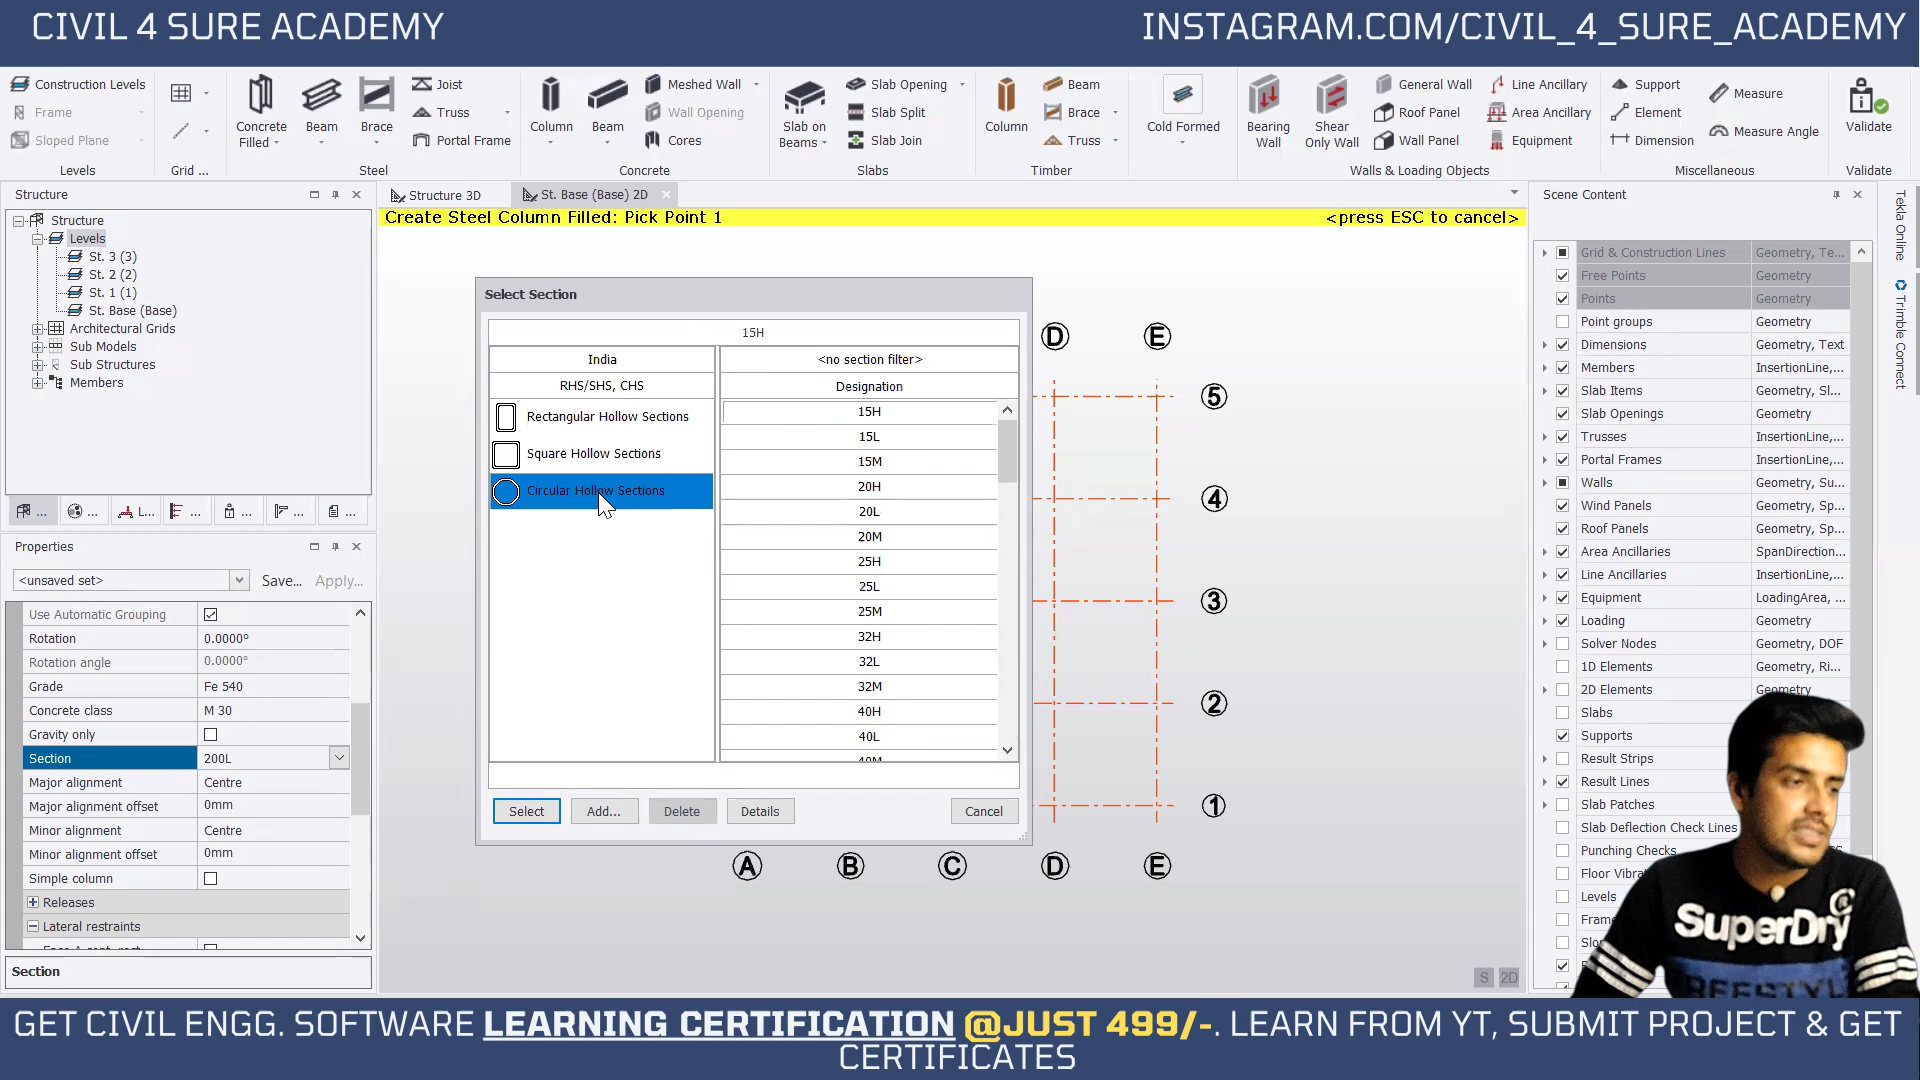 CIVIL 4 SURE ACADEMY
INSTAGRAM.COM/CIVIL_4_SURE_ACADEMY
Construction Levels
Frame
Sloped Plane
Levels
Grid ...
Concrete
Filled
Beam
Brace
Joist
Truss
Portal Frame
Steel
Column
Beam
Meshed Wall
Wall Opening
Cores
Concrete
Slab on
Beams
Slab Opening
Slab Split
Slab Join
Slabs
Column
Beam
Brace
Truss
Timber
Cold Formed
Bearing
Wall
Shear
Only Wall
General Wall
Roof Panel
Wall Panel
Line Ancillary
Area Ancillary
Equipment
Walls & Loading Objects
Support
Element
Dimension
Measure
Measure Angle
Miscellaneous
Validate
Validate
Structure
Structure
Levels
St. 3 (3)
St. 2 (2)
St. 1 (1)
St. Base (Base)
Architectural Grids
Sub Models
Sub Structures
Members
...
...
L...
...
...
...
...
Properties
<unsaved set>
Save...
Apply...
Use Automatic Grouping
Rotation 0.0000°
Rotation angle 0.0000°
Grade Fe 540
Concrete class M 30
Gravity only
Section 200L
Major alignment Centre
Major alignment offset 0mm
Minor alignment Centre
Minor alignment offset 0mm
Simple column
Releases
Lateral restraints
Section
Structure 3D
St. Base (Base) 2D
Create Steel Column Filled: Pick Point 1
<press ESC to cancel>
Select Section
15H
India
RHS/SHS, CHS
Rectangular Hollow Sections
Square Hollow Sections
Circular Hollow Sections
<no section filter>
Designation
15H
15L
15M
20H
20L
20M
25H
25L
25M
32H
32L
32M
40H
40L
40M
Select
Add...
Delete
Details
Cancel
D
E
5
4
3
2
1
A
B
C
D
E
S
2D
Scene Content
Grid & Construction Lines Geometry, Te...
Free Points Geometry
Points Geometry
Point groups Geometry
Dimensions Geometry, Text
Members InsertionLine,...
Slab Items Geometry, Sl...
Slab Openings Geometry
Trusses InsertionLine,...
Portal Frames InsertionLine,...
Walls Geometry, Su...
Wind Panels Geometry, Sp...
Roof Panels Geometry, Sp...
Area Ancillaries SpanDirection...
Line Ancillaries InsertionLine,...
Equipment LoadingArea, ...
Loading Geometry
Solver Nodes Geometry, DOF
1D Elements Geometry, Ri...
2D Elements Geometry
Slabs
Supports
Result Strips
Result Lines
Slab Patches
Slab Deflection Check Lines
Punching Checks
Floor
Levels
Tekla Online
Trimble Connect
SuperDry
GET CIVIL ENGG. SOFTWARE LEARNING CERTIFICATION @JUST 499/-. LEARN FROM YT, SUBMIT PROJECT & GET
CERTIFICATES